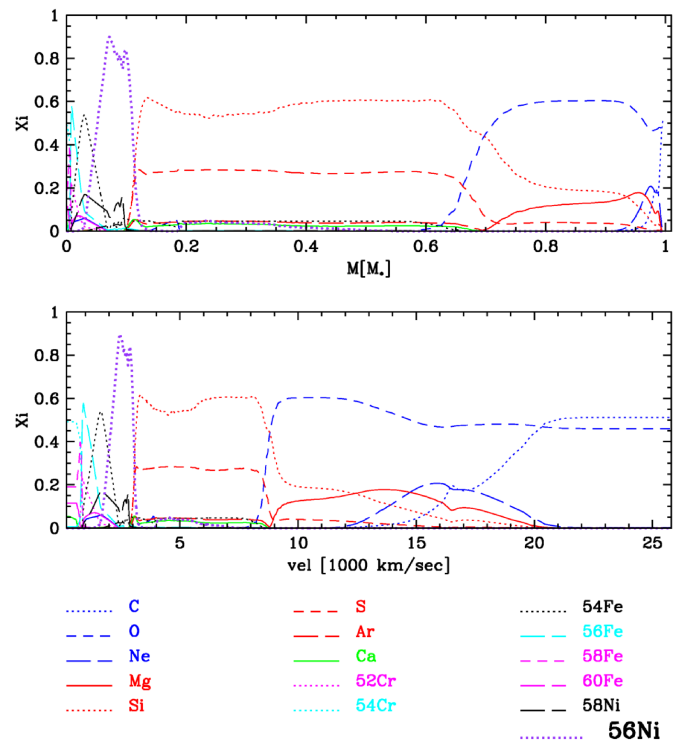 1
0.8
0.6
0.4
0.2
0
Xi
0 0.2 0.4 0.6 0.8 1
M[M*]
1
0.8
0.6
0.4
0.2
0
Xi
5 10 15 20 25
vel [1000 km/sec]
C S 54Fe
O Ar 56Fe
Ne Ca 58Fe
Mg 52Cr 60Fe
Si 54Cr 58Ni
56Ni